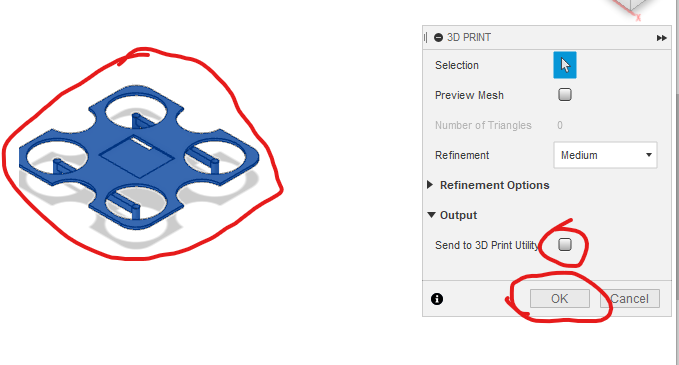 X
3D PRINT
Selection
Preview Mesh
Number of Triangles 0
Refinement Medium
Refinement Options
Output
Send to 3D Print Utility
OK Cancel